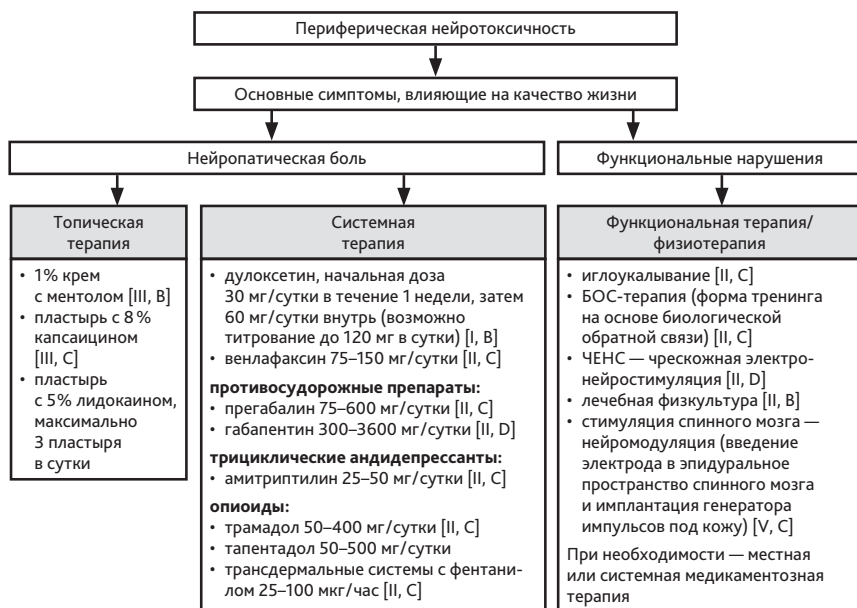 Периферическая нейротоксичность
Основные симптомы, влияющие на качество жизни
Нейропатическая боль
Функциональные нарушения
Топическая
терапия
• 1% крем
с ментолом [III, B]
• пластырь с 8%
капсаицином
[III, C]
• пластырь
с 5% лидокаином,
максимально
3 пластыря
в сутки
Системная
терапия
• дулоксетин, начальная доза
30 мг/сутки в течение 1 недели, затем
60 мг/сутки внутрь (возможно
титрование до 120 мг в сутки) [I, B]
• венлафаксин 75–150 мг/сутки [II, C]
противосудорожные препараты:
• прегабалин 75–600 мг/сутки [II, C]
• габапентин 300–3600 мг/сутки [II, D]
трициклические андидепрессанты:
• амитриптилин 25–50 мг/сутки [II, C]
опиоиды:
• трамадол 50–400 мг/сутки [II, C]
• тапентадол 50–500 мг/сутки
• трансдермальные системы с фентани-
лом 25–100 мкг/час [II, C]
Функциональная терапия/
физиотерапия
• иглоукалывание [II, C]
• БОС-терапия (форма тренинга
на основе биологической
обратной связи) [II, C]
• ЧЕНС — чрескожная электро-
нейростимуляция [II, D]
• лечебная физкультура [II, B]
• стимуляция спинного мозга —
нейромодуляция (введение
электрода в эпидуральное
пространство спинного мозга
и имплантация генератора
импульсов под кожу) [V, C]
При необходимости — местная
или системная медикаментозная
терапия